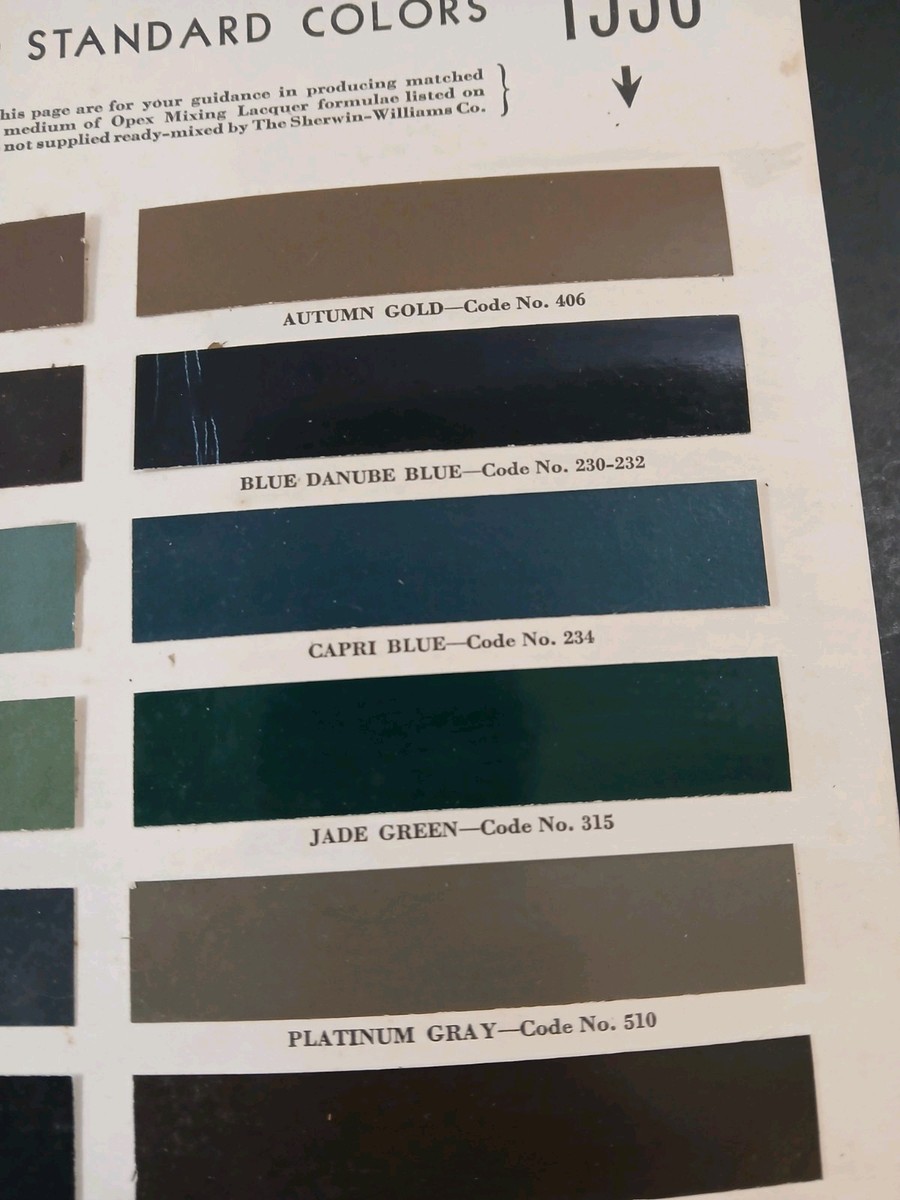 STANDARD COLORS
his page are for your guidance in producing matched
medium of Opex Mixing Lacquer formulae listed on
not supplied ready-mixed by The Sherwin-Williams Co.
AUTUMN GOLD—Code No. 406
BLUE DANUBE BLUE—Code No. 230-232
CAPRI BLUE—Code No. 234
JADE GREEN—Code No. 315
PLATINUM GRAY—Code No. 510